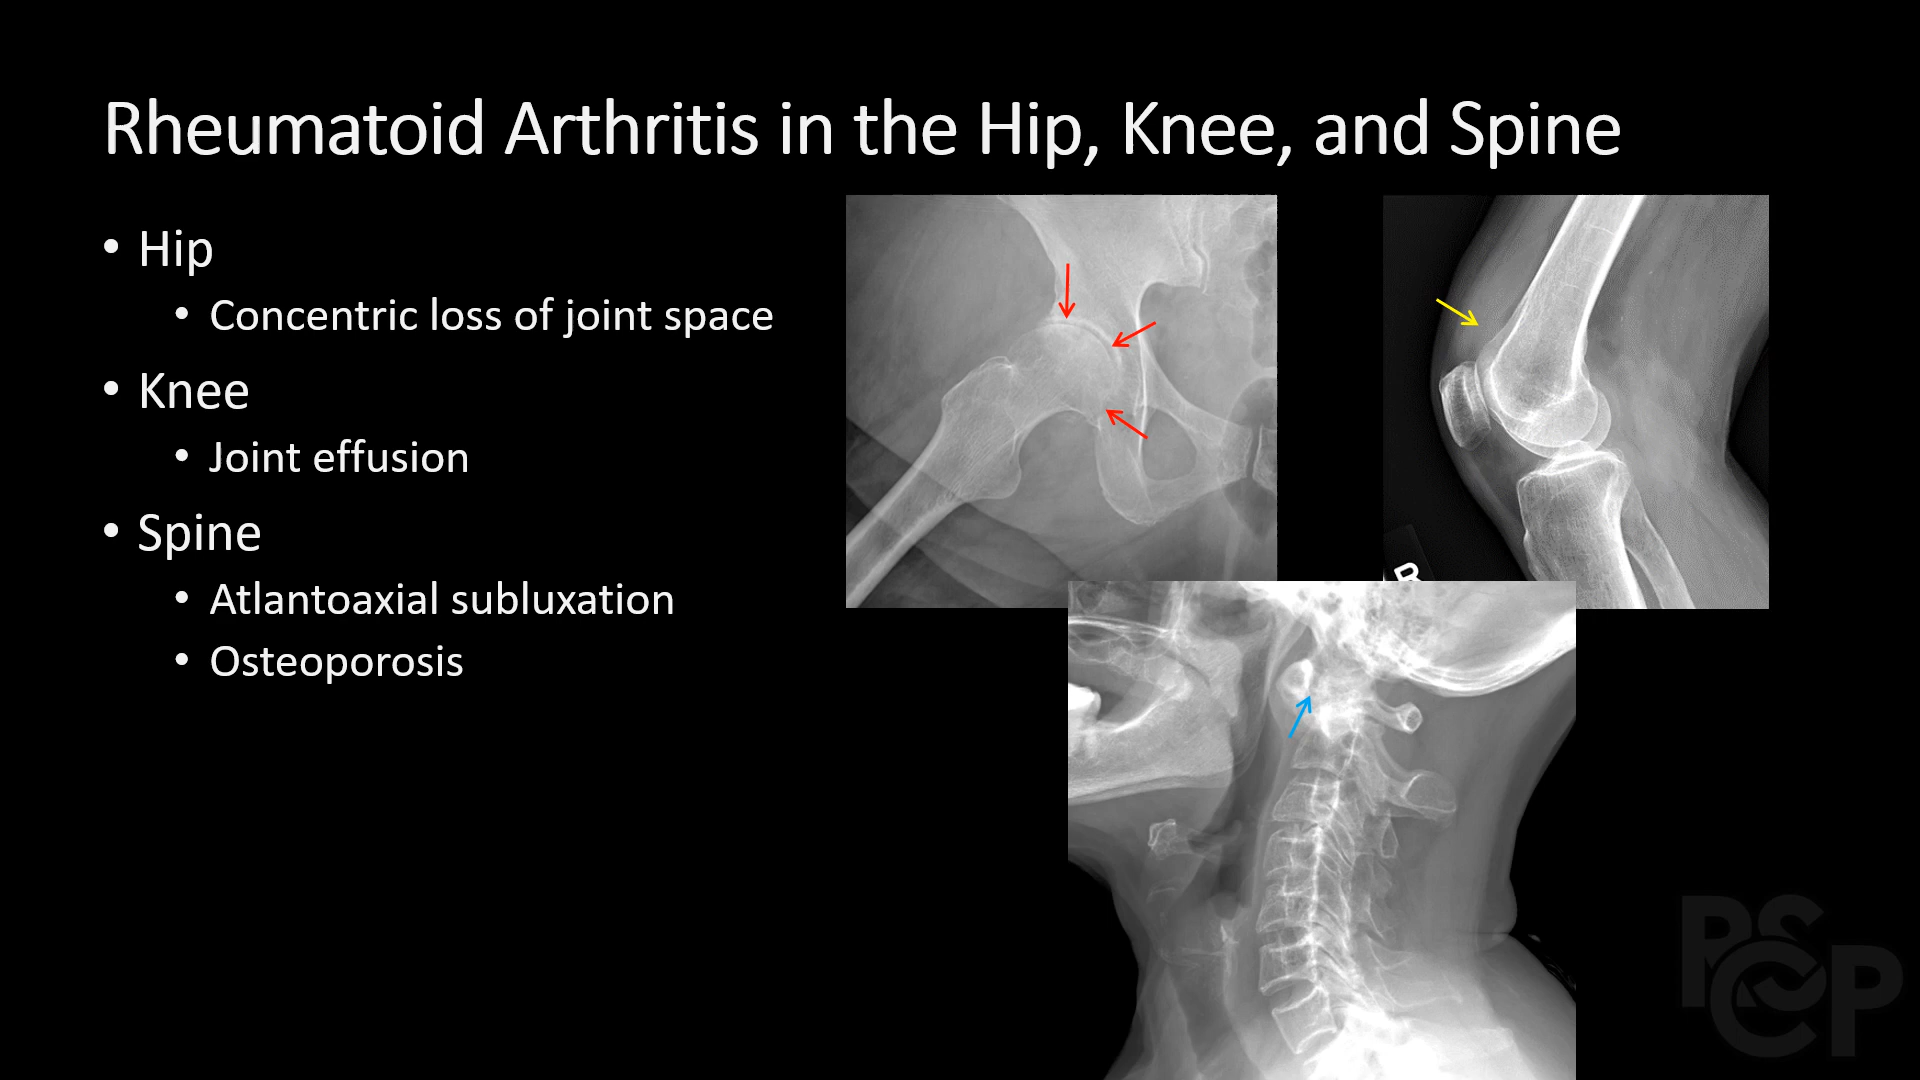 Rheumatoid Arthritis in the Hip, Knee, and Spine
• Hip
• Concentric loss of joint space
• Knee
• Joint effusion
• Spine
• Atlantoaxial subluxation
• Osteoporosis
R
PSCP